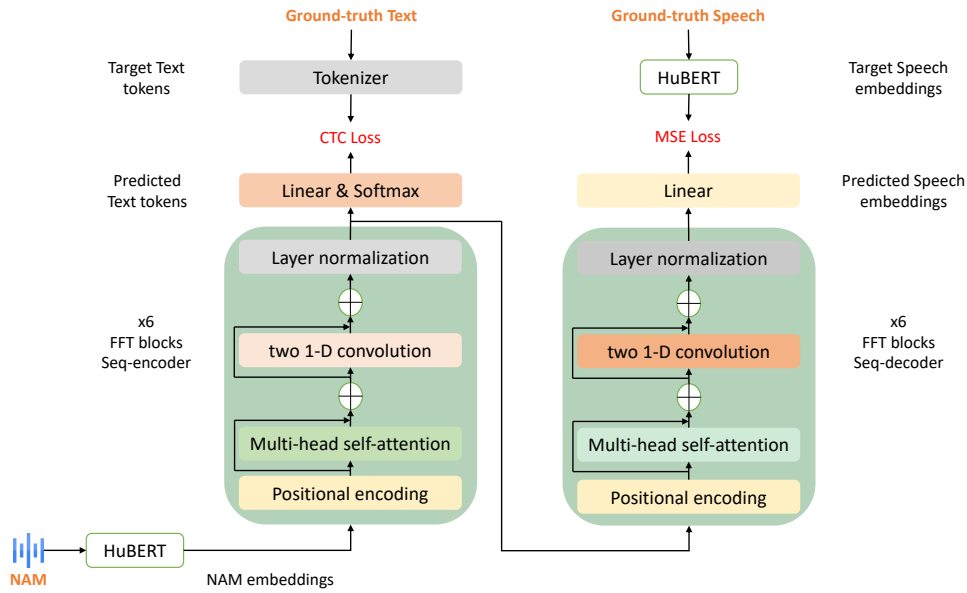 Ground-truth Text
Ground-truth Speech
Target Text
tokens
Tokenizer
HuBERT
Target Speech
embeddings
CTC Loss
MSE Loss
Predicted
Text tokens
Linear & Softmax
Linear
Predicted Speech
embeddings
Layer normalization
Layer normalization
x6
FFT blocks
Seq-encoder
two 1-D convolution
two 1-D convolution
x6
FFT blocks
Seq-decoder
Multi-head self-attention
Multi-head self-attention
Positional encoding
Positional encoding
HuBERT
NAM
NAM embeddings